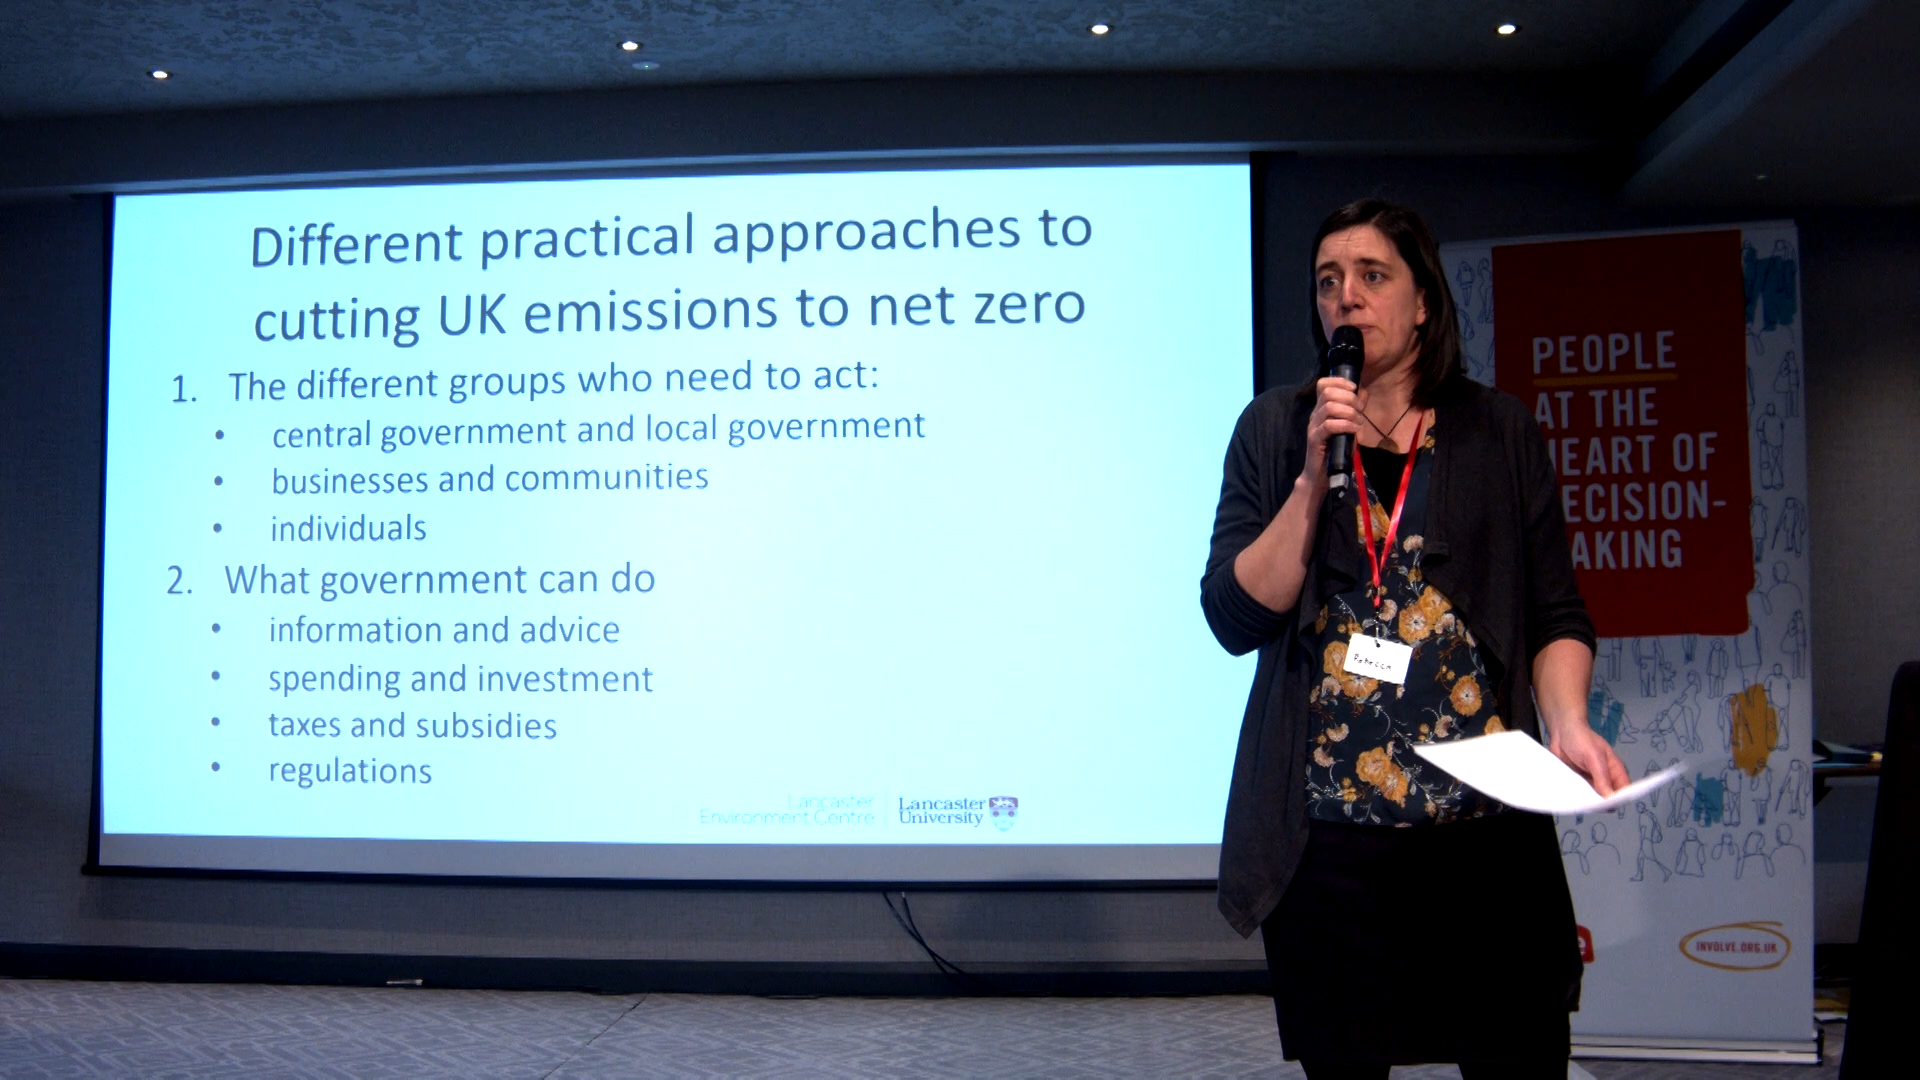 Different practical approaches to
cutting UK emissions to net zero
1. The different groups who need to act:
• central government and local government
• businesses and communities
• individuals
2. What government can do
• information and advice
• spending and investment
• taxes and subsidies
• regulations
Lancaster
Environment Centre
Lancaster
University
Rebecca
PEOPLE
AT THE
HEART OF
ECISION-
AKING
INVOLVE.ORG.UK